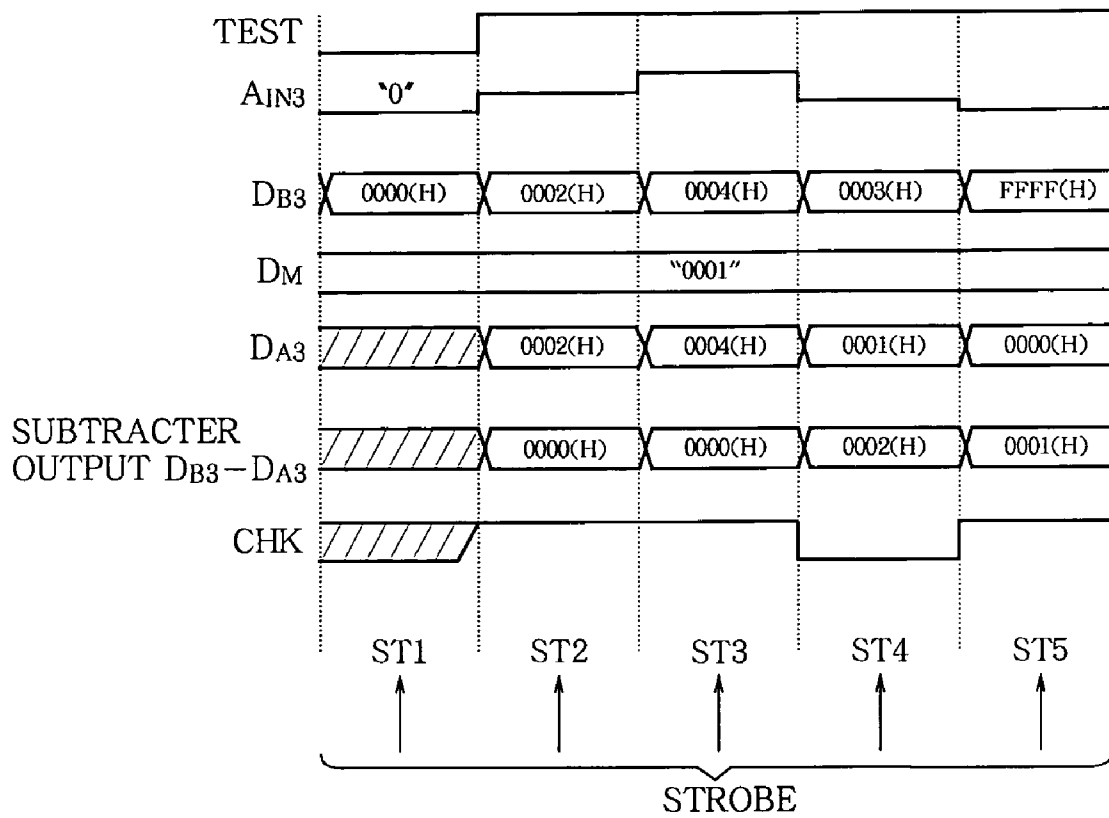 TEST
AIN3 "0"
DB3 0000(H) 0002(H) 0004(H) 0003(H) FFFF(H)
DM "0001"
DA3 0002(H) 0004(H) 0001(H) 0000(H)
SUBTRACTER
OUTPUT DB3-DA3 0000(H) 0000(H) 0002(H) 0001(H)
CHK
ST1 ST2 ST3 ST4 ST5
STROBE